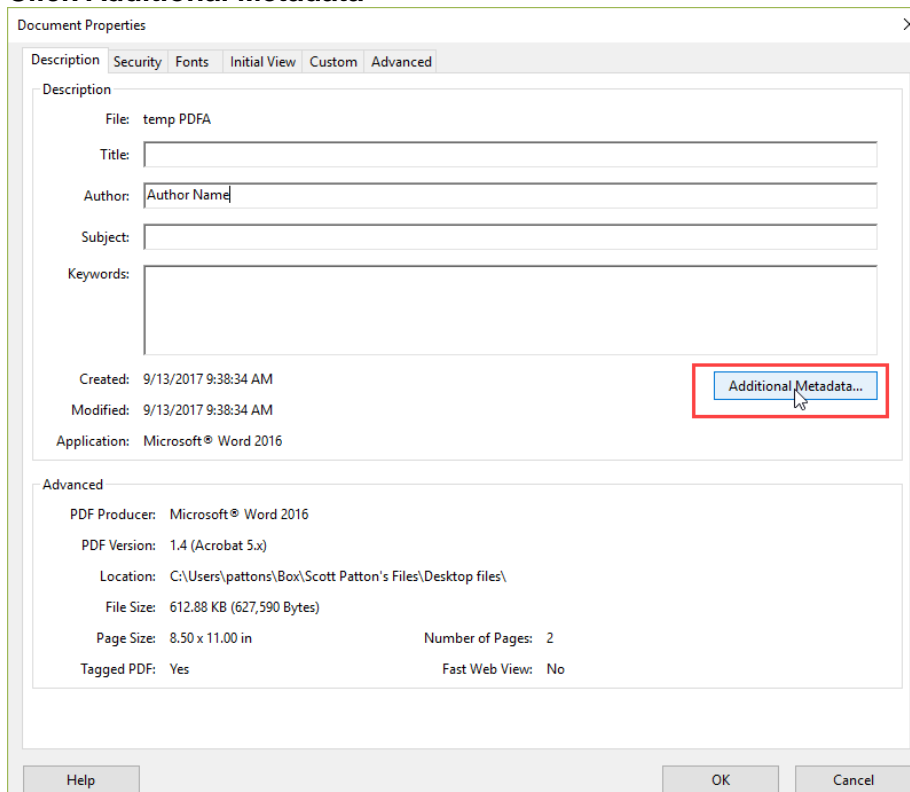 Click Additional Metadata
Document Properties
Description Security Fonts Initial View Custom Advanced
Description
File: temp PDFA
Title:
Author: Author Name
Subject:
Keywords:
Created: 9/13/2017 9:38:34 AM
Additional Metadata...
Modified: 9/13/2017 9:38:34 AM
Application: Microsoft® Word 2016
Advanced
PDF Producer: Microsoft® Word 2016
PDF Version: 1.4 (Acrobat 5.x)
Location: C:\Users\pattons\Box\Scott Patton's Files\Desktop files\
File Size: 612.88 KB (627,590 Bytes)
Page Size: 8.50 x 11.00 in Number of Pages: 2
Tagged PDF: Yes Fast Web View: No
Help OK Cancel